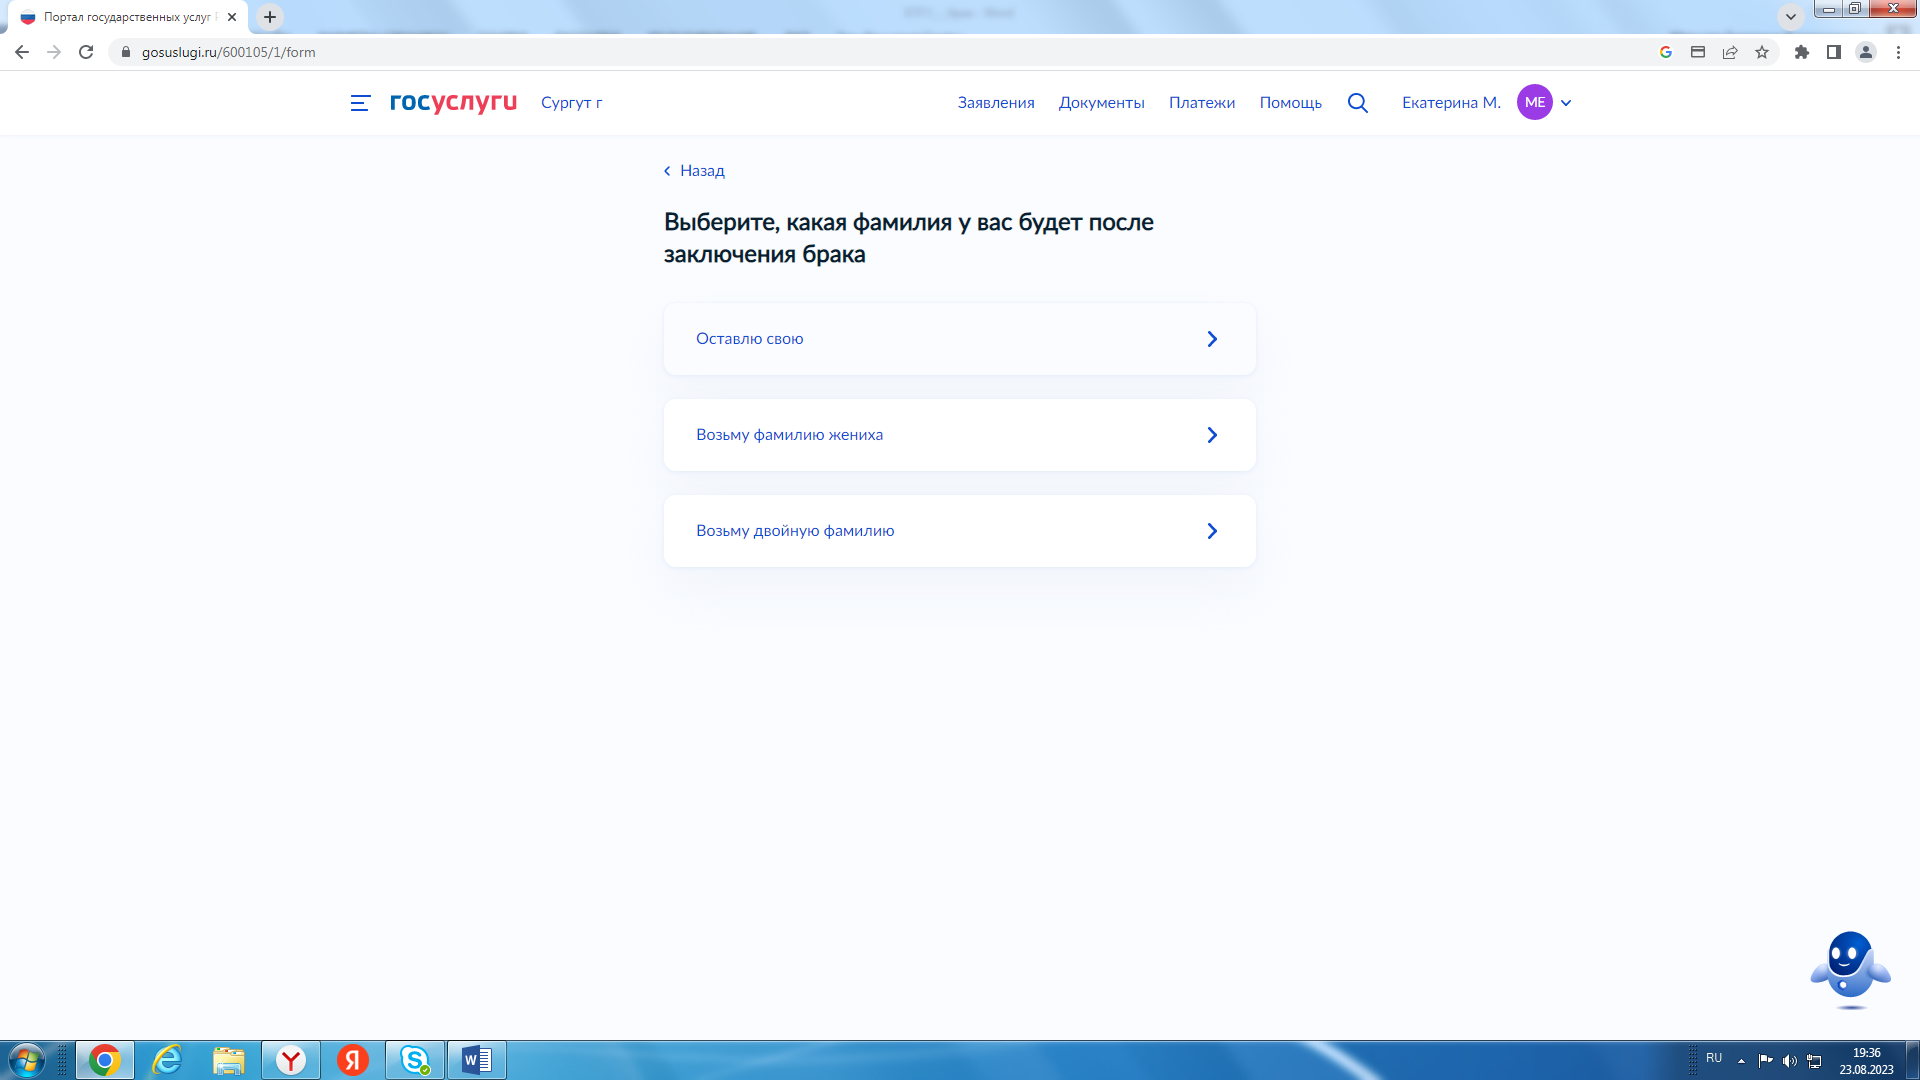 Портал государственных услуг
gosuslugi.ru/600105/1/form
госуслуги
Сургут г
Заявления
Документы
Платежи
Помощь
Екатерина М.
МЕ
Назад
Выберите, какая фамилия у вас будет после
заключения брака
Оставлю свою
Возьму фамилию жениха
Возьму двойную фамилию
RU
19:36
23.08.2023